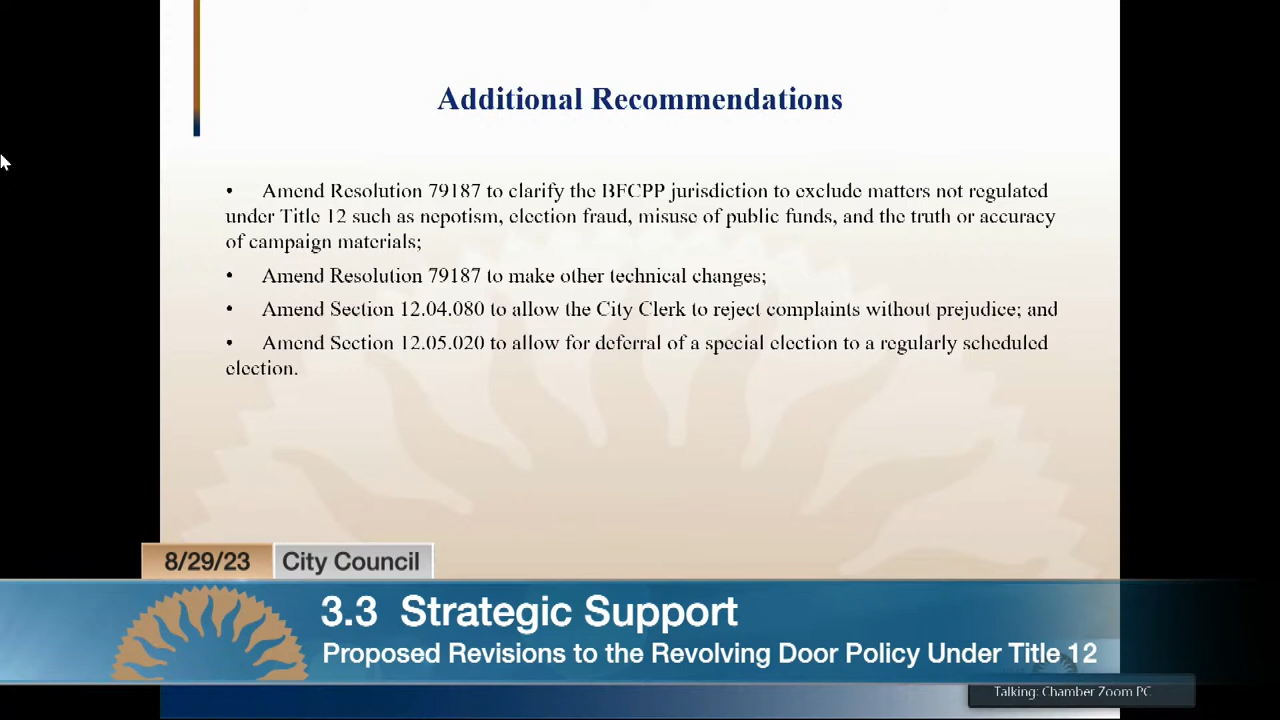 Additional Recommendations
• Amend Resolution 79187 to clarify the BFCPP jurisdiction to exclude matters not regulated
under Title 12 such as nepotism, election fraud, misuse of public funds, and the truth or accuracy
of campaign materials;
• Amend Resolution 79187 to make other technical changes;
• Amend Section 12.04.080 to allow the City Clerk to reject complaints without prejudice; and
• Amend Section 12.05.020 to allow for deferral of a special election to a regularly scheduled
election.
8/29/23 City Council
3.3 Strategic Support
Proposed Revisions to the Revolving Door Policy Under Title 12
Talking: Chamber Zoom PC